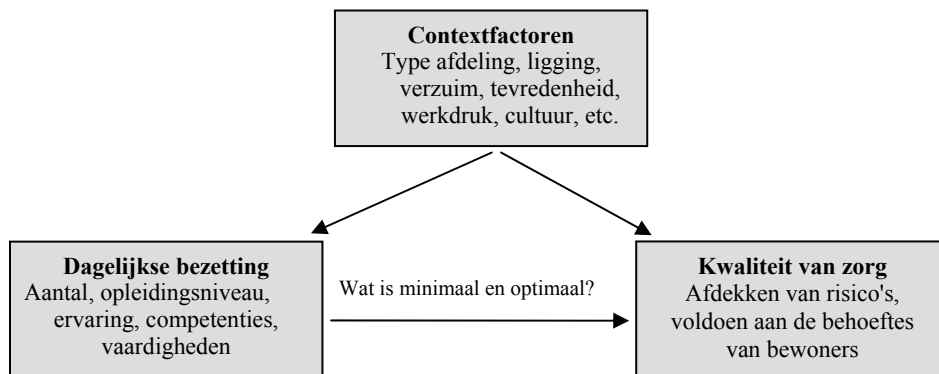 Contextfactoren
Type afdeling, ligging,
verzuim, tevredenheid,
werkdruk, cultuur, etc.
Dagelijkse bezetting
Aantal, opleidingsniveau,
ervaring, competenties,
vaardigheden
Wat is minimaal en optimaal?
Kwaliteit van zorg
Afdekken van risico's,
voldoen aan de behoeftes
van bewoners